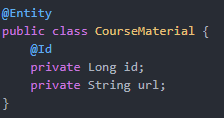 @Entity
public class CourseMaterial {
    @Id
    private Long id;
    private String url;
}